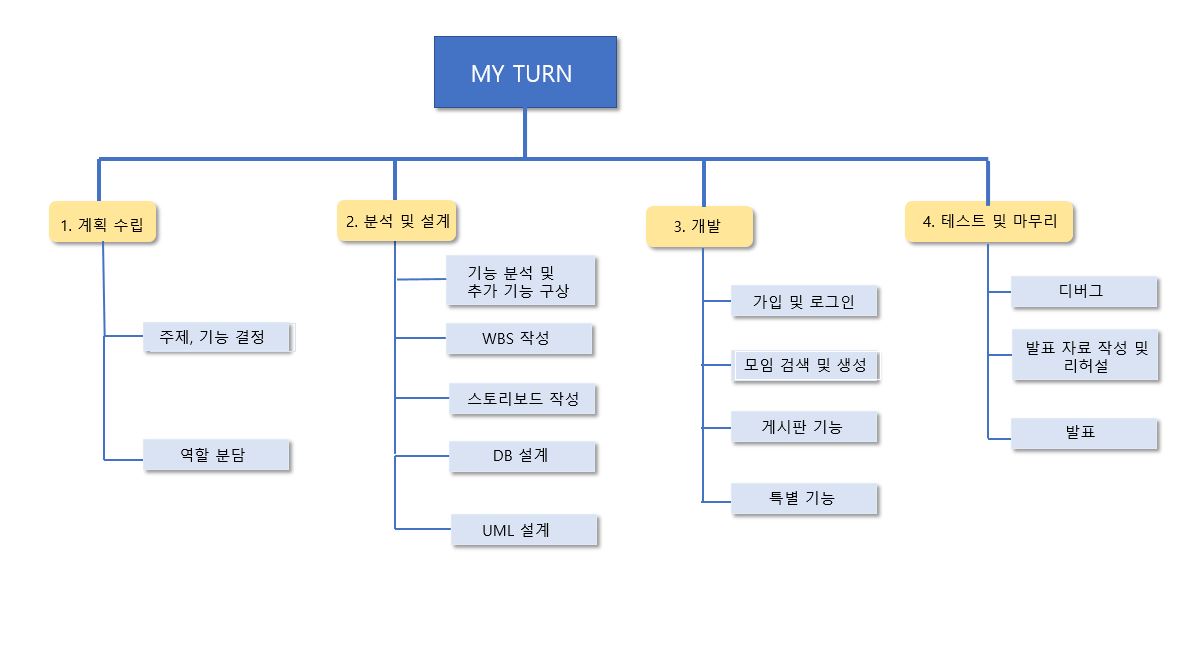 MY TURN
1. 계획 수립
주제, 기능 결정
역할 분담
2. 분석 및 설계
기능 분석 및
추가 기능 구상
WBS 작성
스토리보드 작성
DB 설계
UML 설계
3. 개발
가입 및 로그인
모임 검색 및 생성
게시판 기능
특별 기능
4. 테스트 및 마무리
디버그
발표 자료 작성 및
리허설
발표